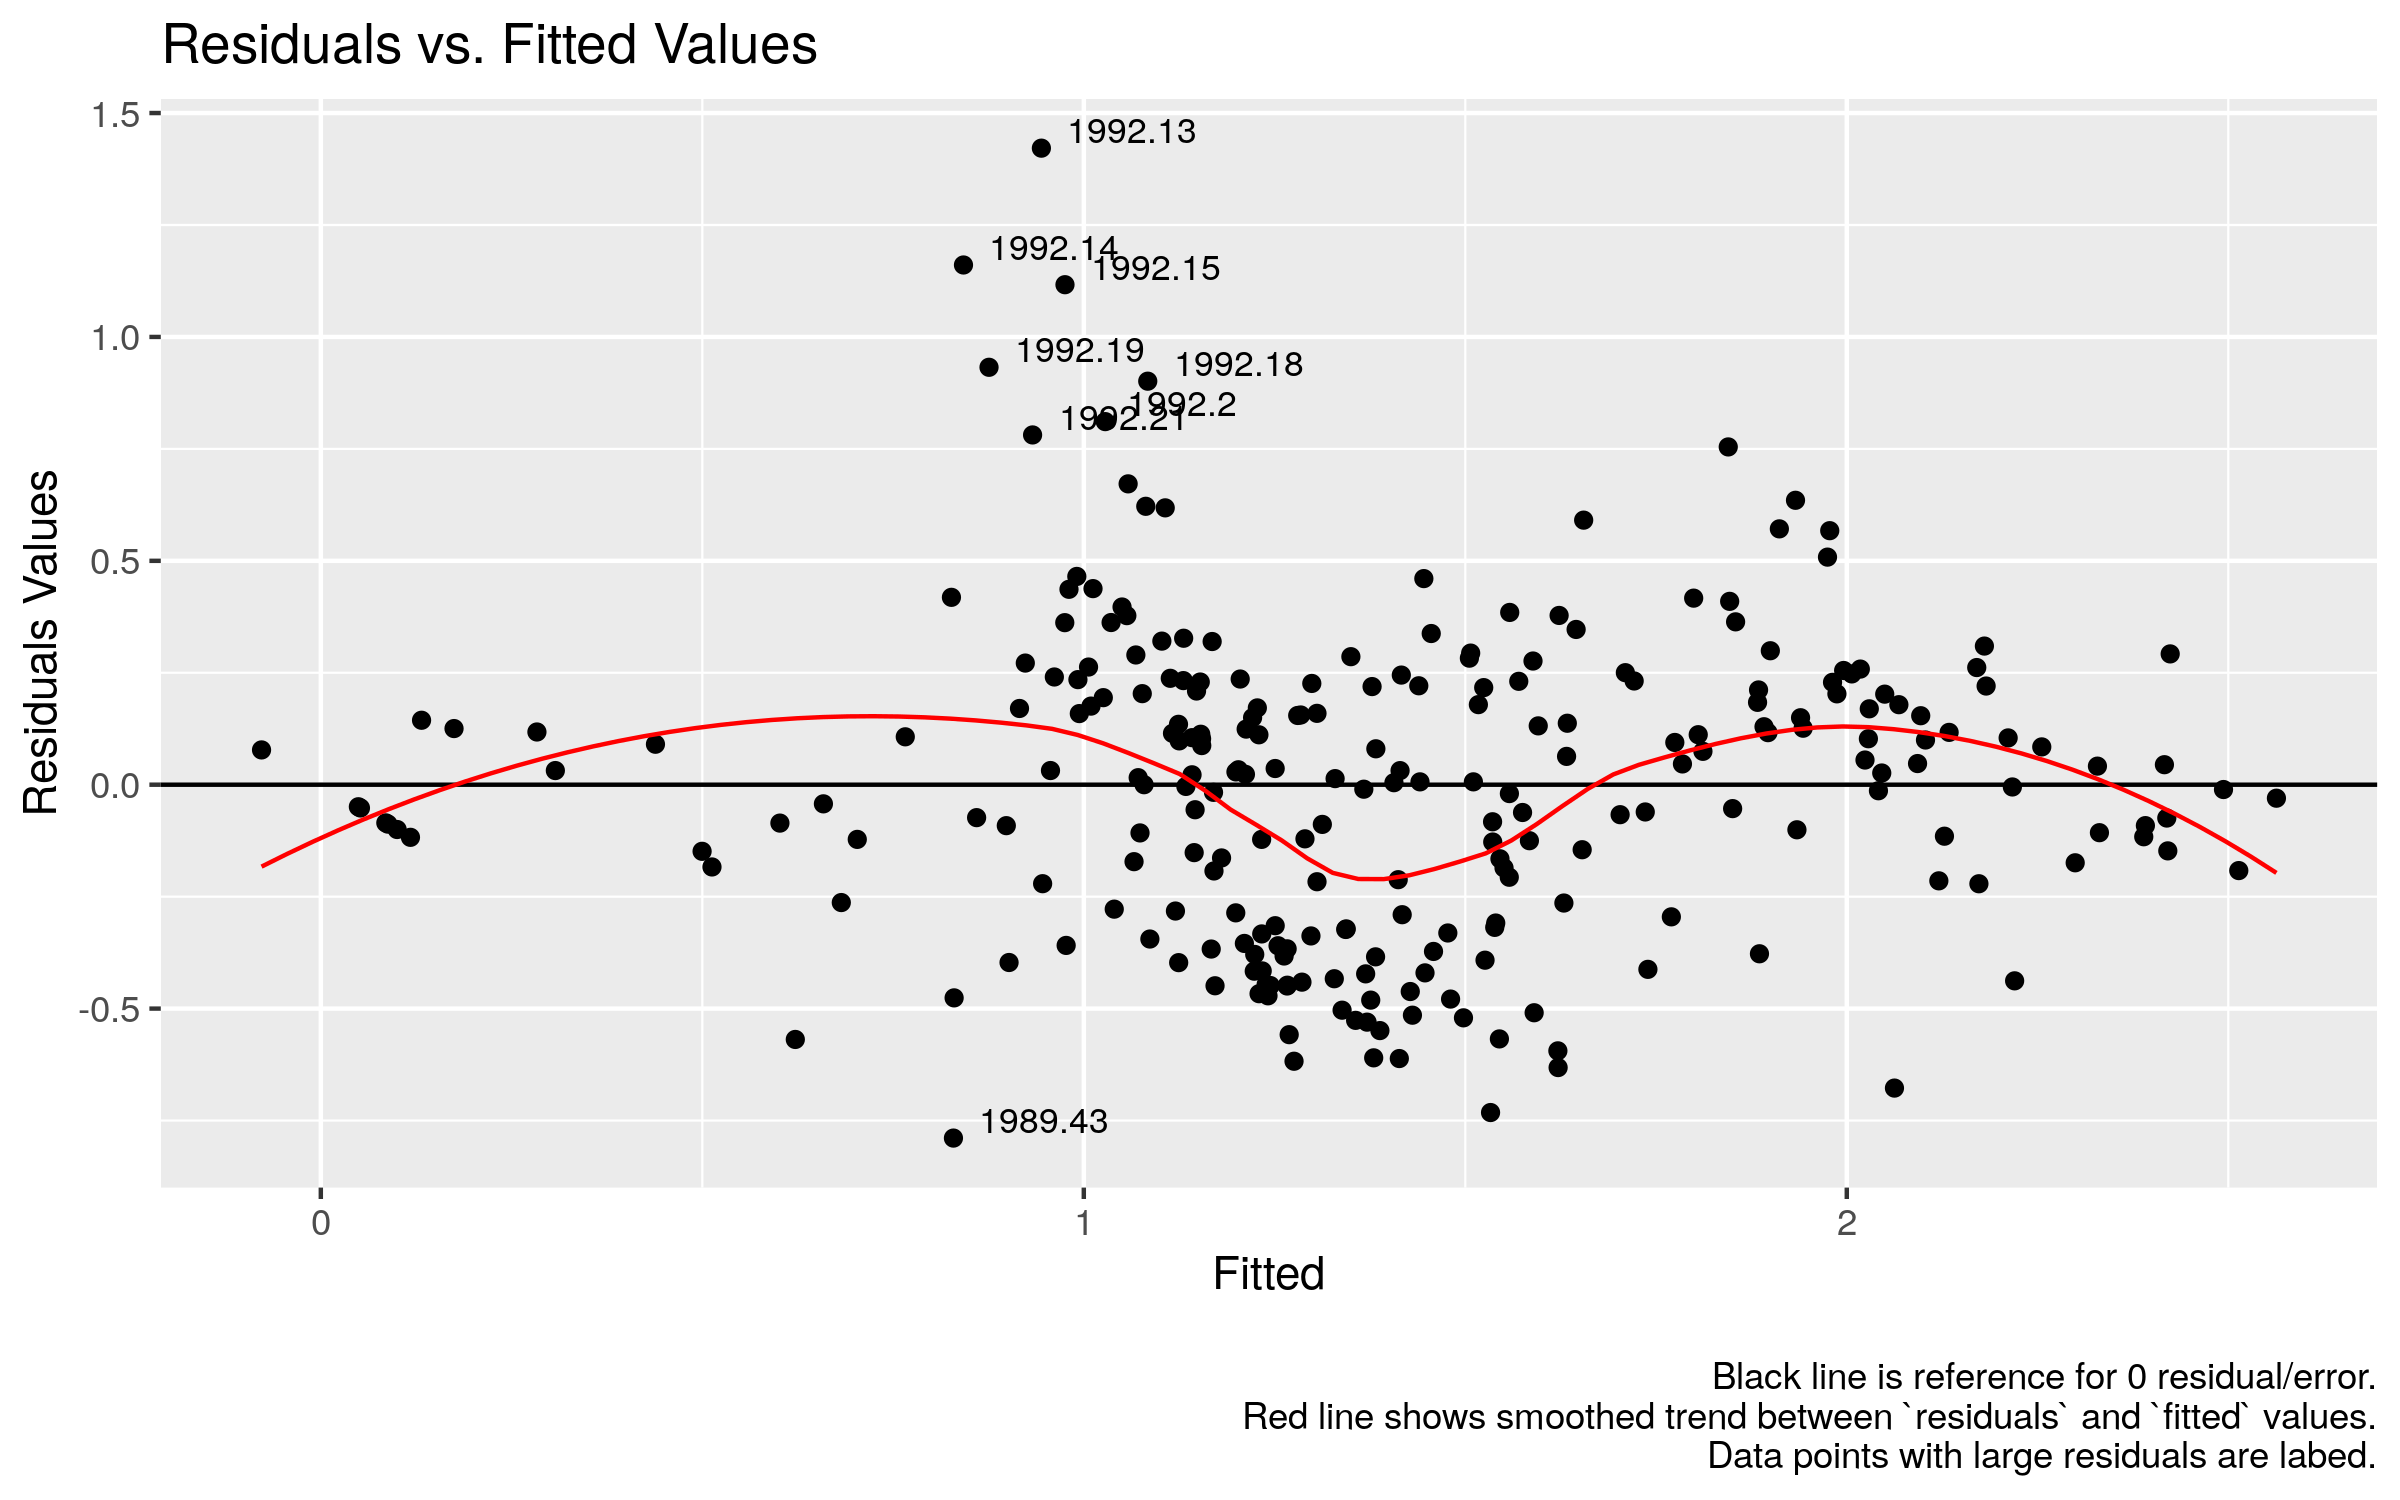 Residuals vs. Fitted Values
1.5
1992.13
1992.14
1992.15
1.0
1992.19
1992.18
1992.2
1992.21
0.5
Residuals Values
0.0
-0.5
1989.43
0
1
2
Fitted
Black line is reference for 0 residual/error.
Red line shows smoothed trend between `residuals` and `fitted` values.
Data points with large residuals are labed.